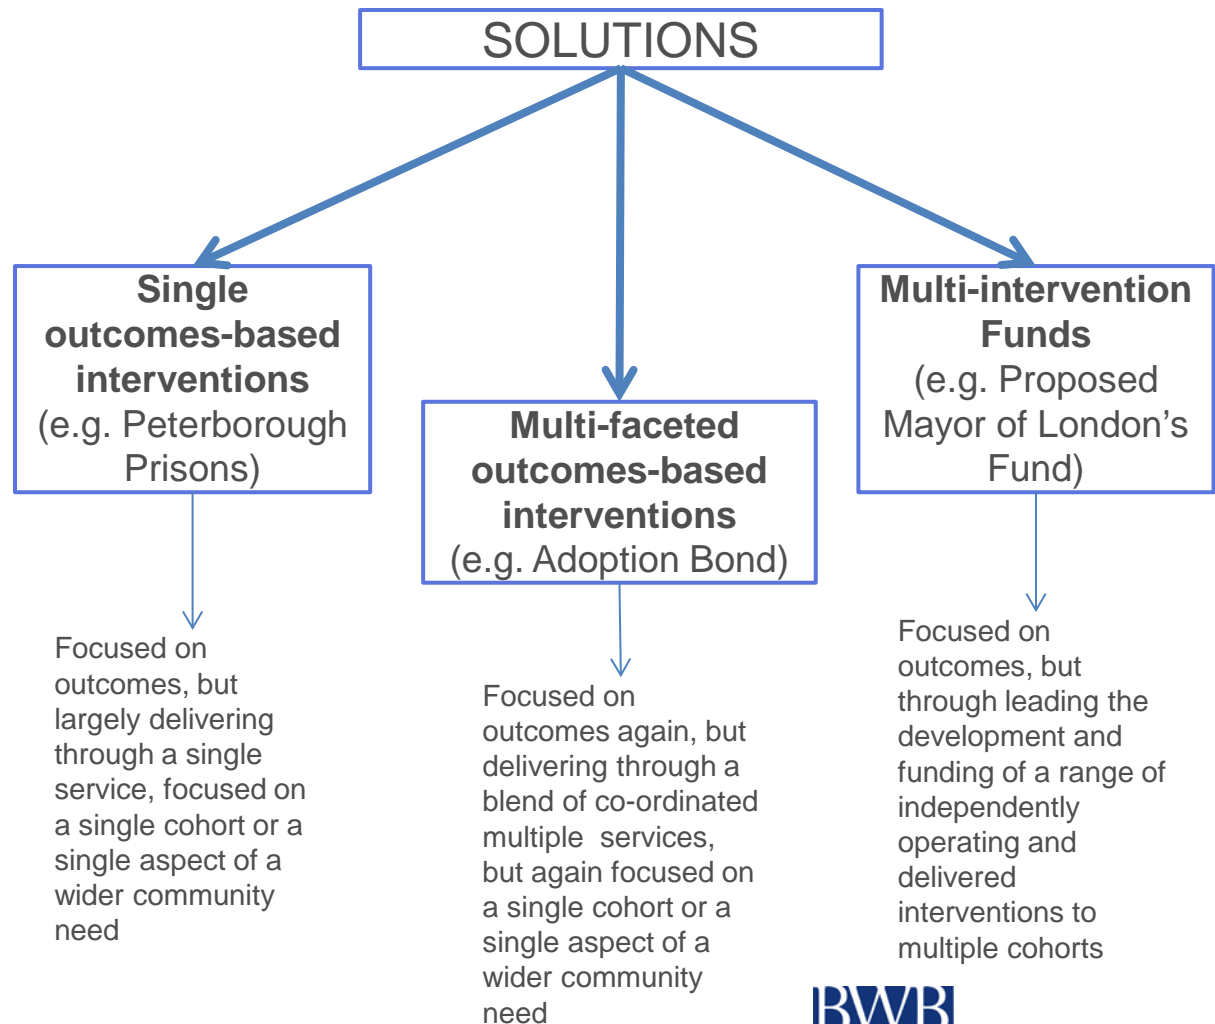 SOLUTIONS
Single
outcomes-based
interventions
(e.g. Peterborough
Prisons)
Multi-faceted
outcomes-based
interventions
(e.g. Adoption Bond)
Multi-intervention
Funds
(e.g. Proposed
Mayor of London’s
Fund)
Focused on
outcomes, but
largely delivering
through a single
service, focused on
a single cohort or a
single aspect of a
wider community
need
Focused on
outcomes again, but
delivering through a
blend of co-ordinated
multiple  services,
but again focused on
a single cohort or a
single aspect of a
wider community
need
Focused on
outcomes, but
through leading the
development and
funding of a range of
independently
operating and
delivered
interventions to
multiple cohorts
BWB